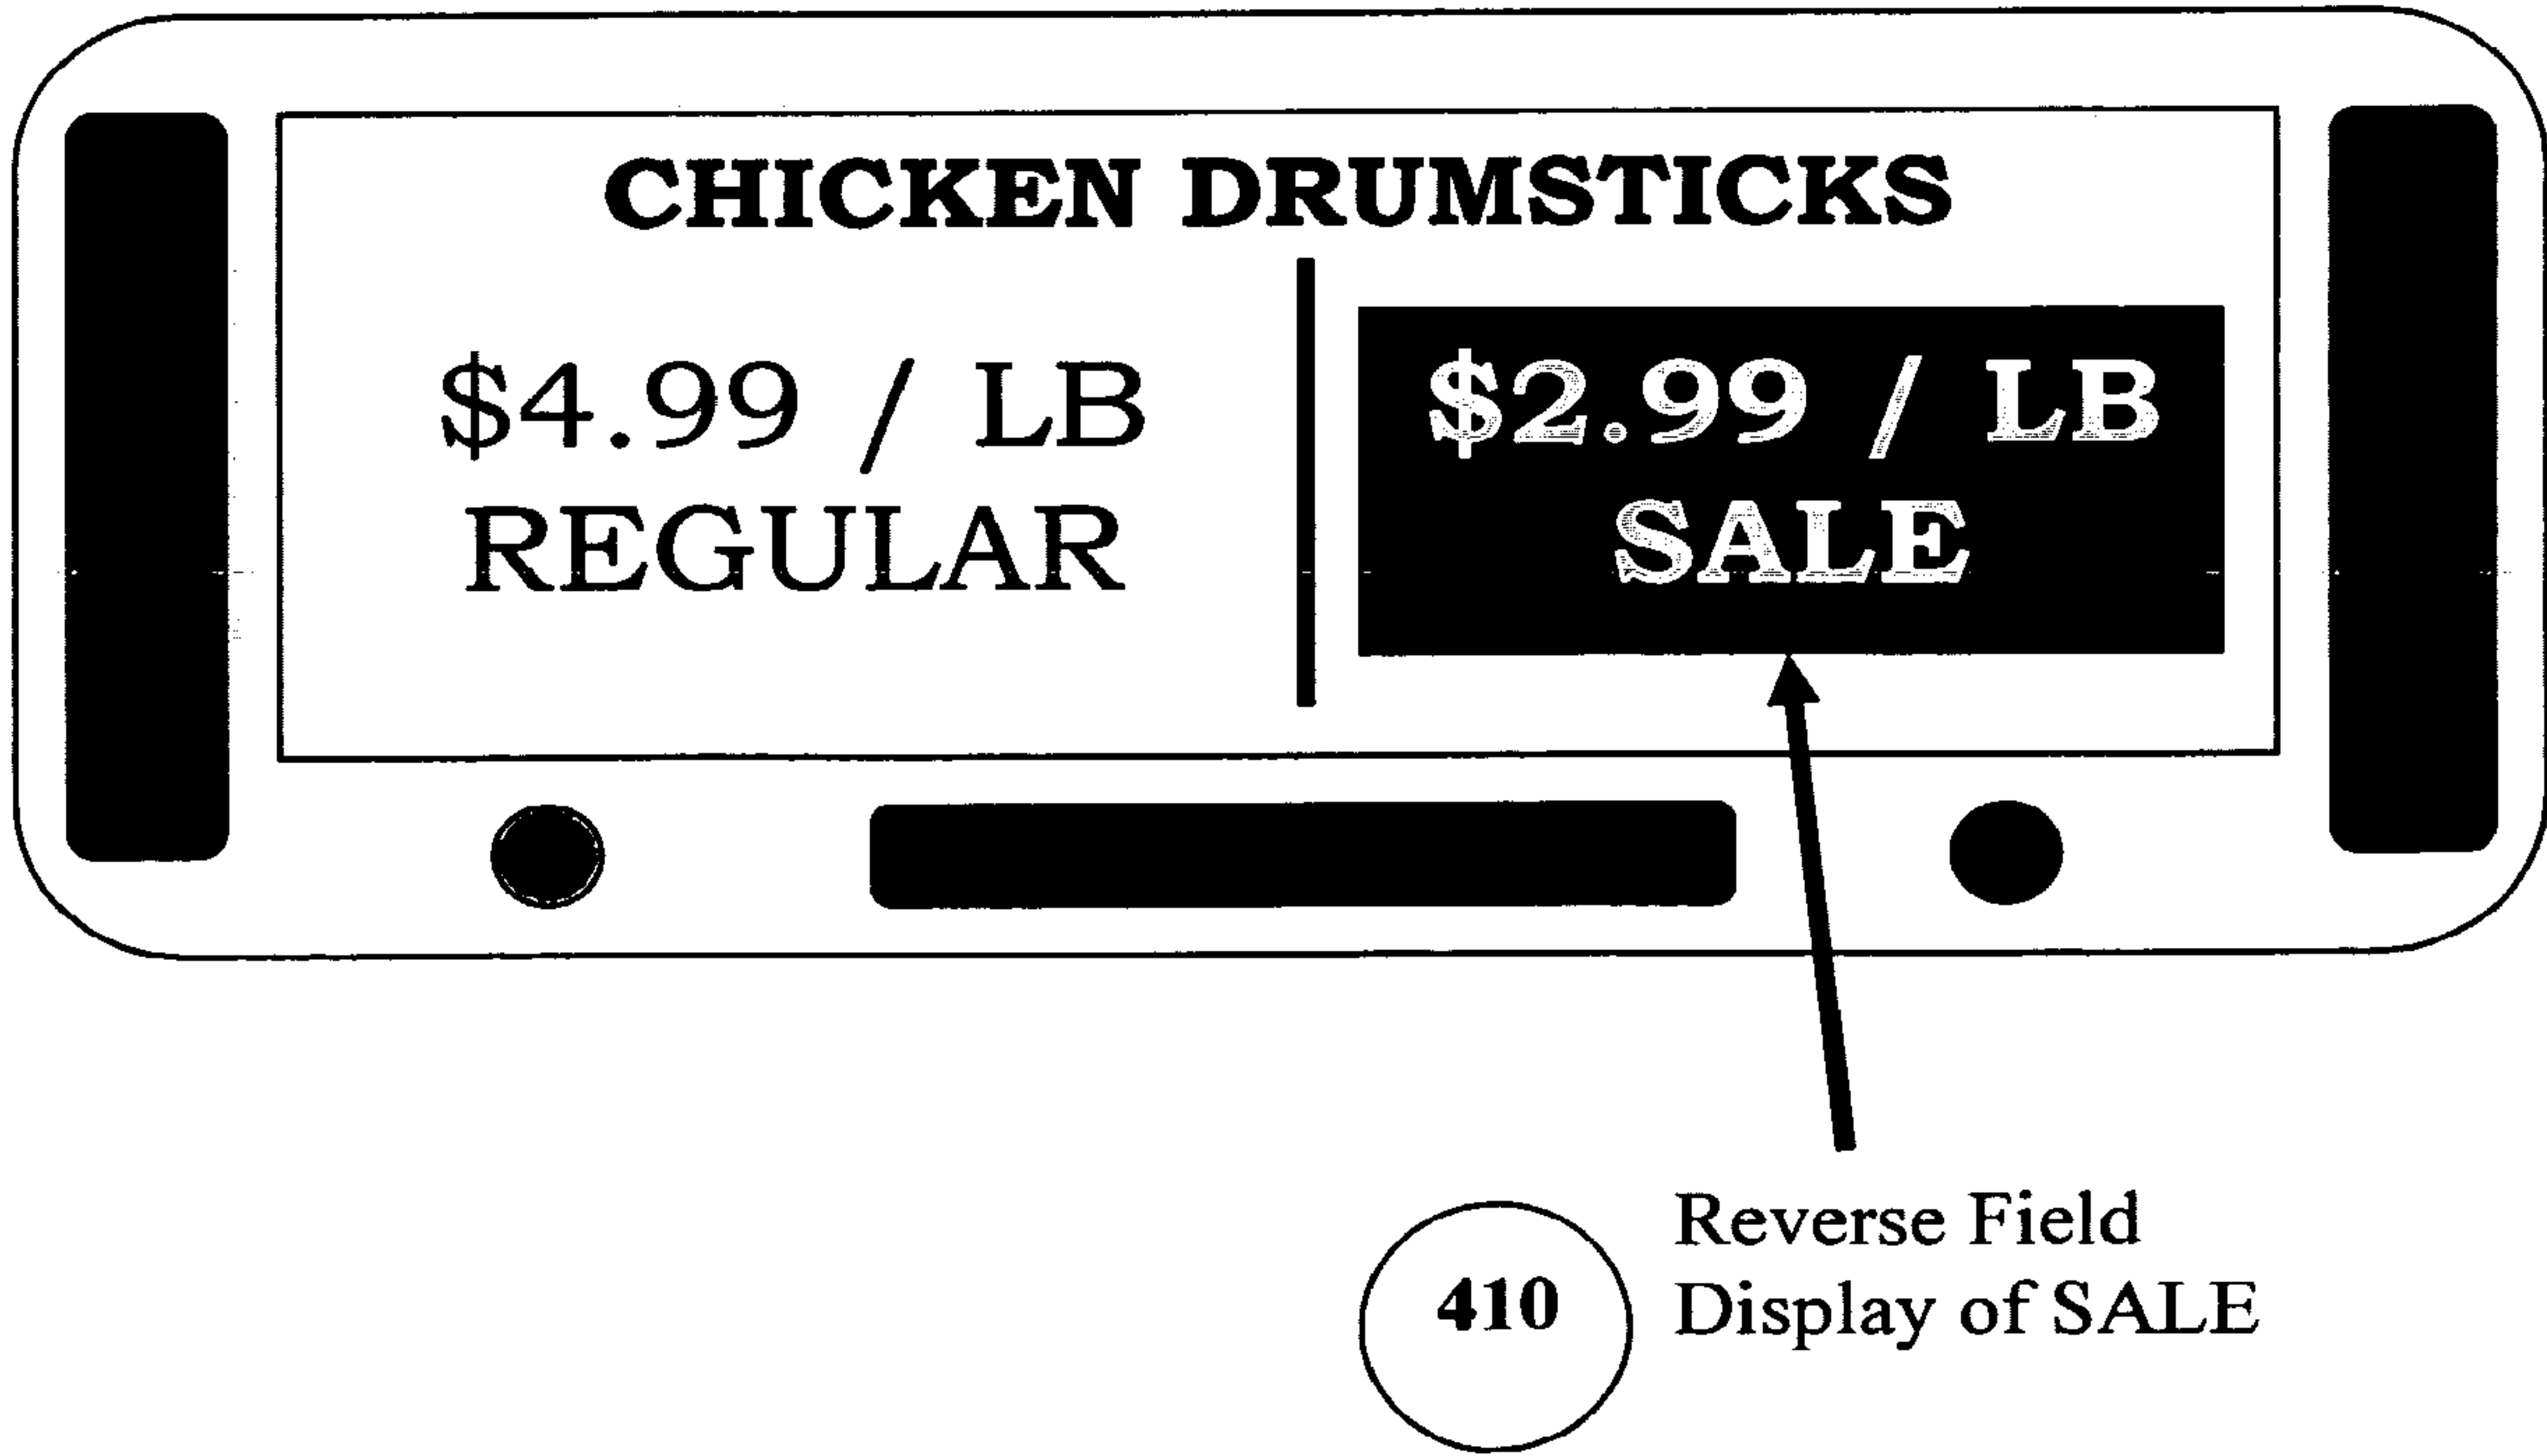 CHICKEN DRUMSTICKS
$4.99 / LB
REGULAR
$2.99 / LB
SALE
410
Reverse Field
Display of SALE